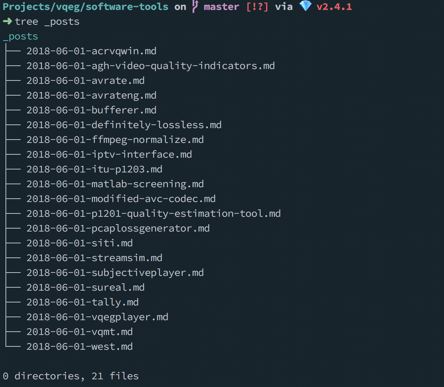 Projects/vqeg/software-tools on master [!?] via 💎 v2.4.1
➜ tree _posts
_posts
├── 2018-06-01-acrvqwin.md
├── 2018-06-01-agh-video-quality-indicators.md
├── 2018-06-01-avrate.md
├── 2018-06-01-avrateng.md
├── 2018-06-01-bufferer.md
├── 2018-06-01-definitely-lossless.md
├── 2018-06-01-ffmpeg-normalize.md
├── 2018-06-01-iptv-interface.md
├── 2018-06-01-itu-p1203.md
├── 2018-06-01-matlab-screening.md
├── 2018-06-01-modified-avc-codec.md
├── 2018-06-01-p1201-quality-estimation-tool.md
├── 2018-06-01-pcaplossgenerator.md
├── 2018-06-01-siti.md
├── 2018-06-01-streamsim.md
├── 2018-06-01-subjectiveplayer.md
├── 2018-06-01-sureal.md
├── 2018-06-01-tally.md
├── 2018-06-01-vqegplayer.md
├── 2018-06-01-vqmt.md
└── 2018-06-01-west.md
0 directories, 21 files